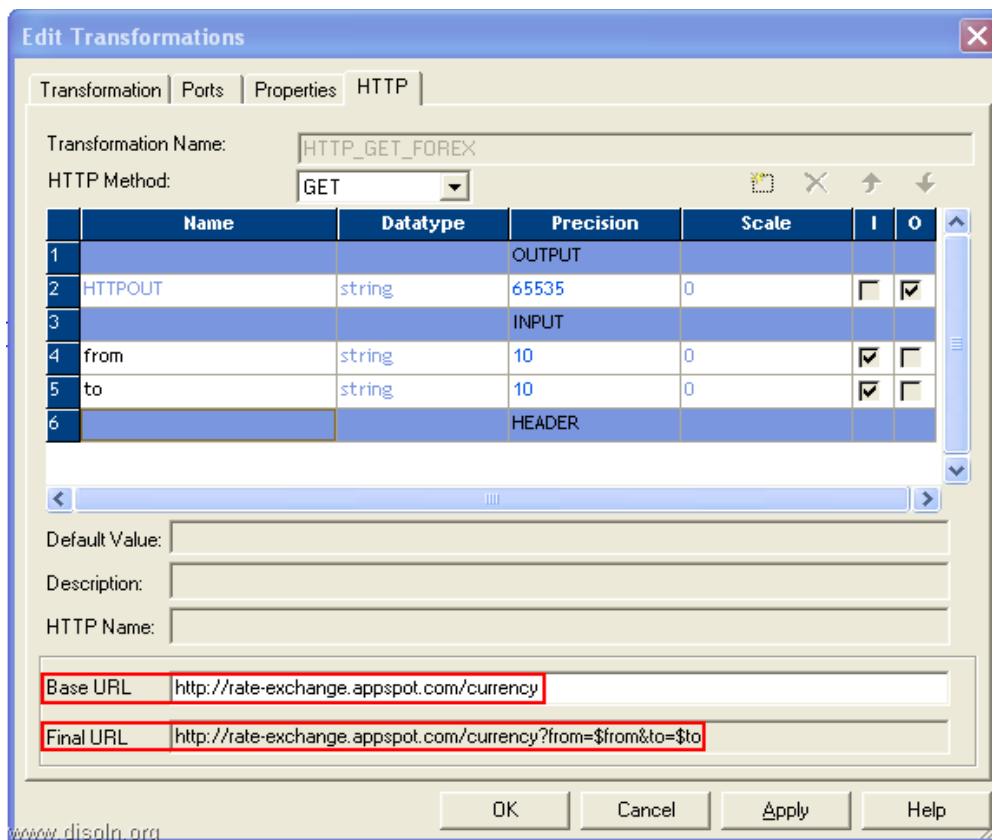 Edit Transformations
Transformation Ports Properties HTTP
Transformation Name: HTTP_GET_FOREX
HTTP Method: GET
Name Datatype Precision Scale I O
1 OUTPUT
2 HTTPOUT string 65535 0
3 INPUT
4 from string 10 0
5 to string 10 0
6 HEADER
Default Value:
Description:
HTTP Name:
Base URL http://rate-exchange.appspot.com/currency
Final URL http://rate-exchange.appspot.com/currency?from=$from&to=$to
OK Cancel Apply Help
www.disoln.org